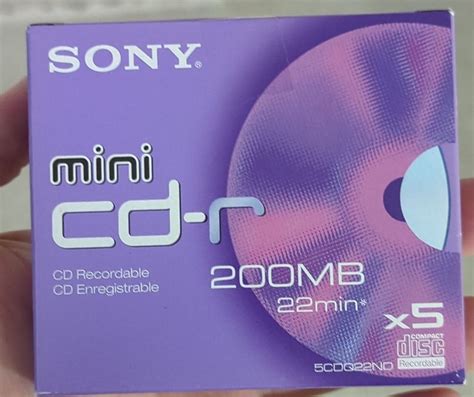 SONY®
mini
cd-r
CD Recordable
CD Enregistrable
200MB
22min*
x5
COMPACT
disc
Recordable
5CDQ22ND